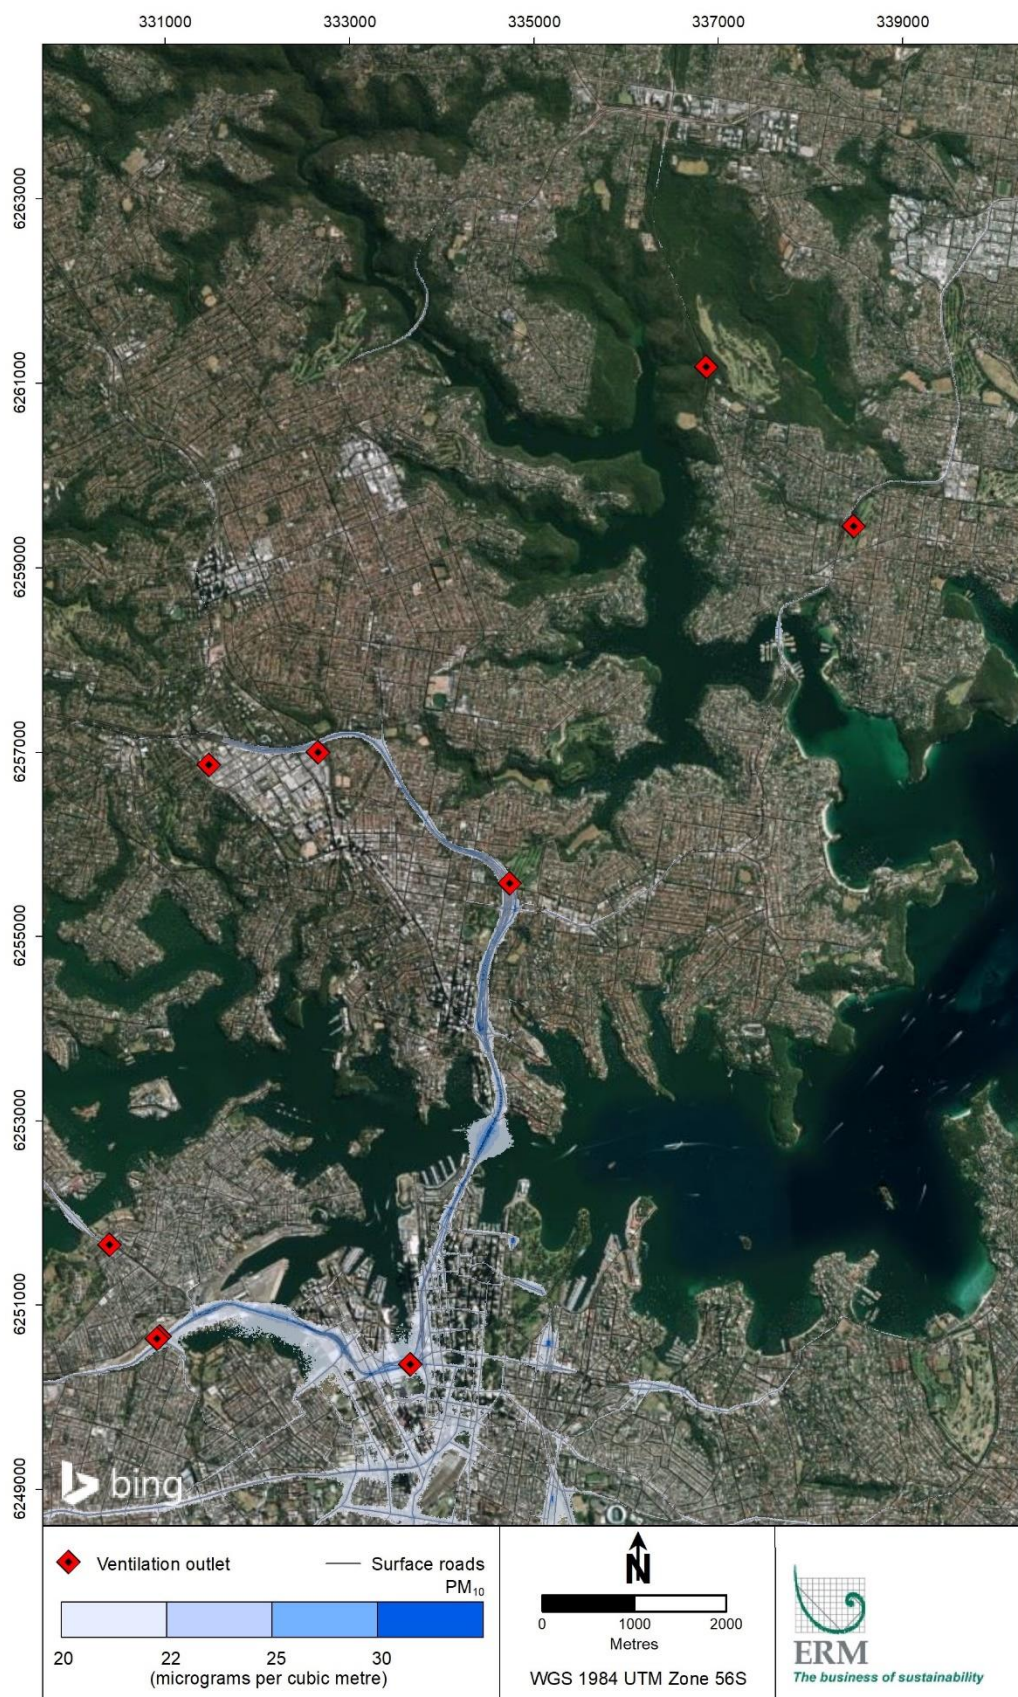 331000 333000 335000 337000 339000
6263000
6261000
6259000
6257000
6255000
6253000
6251000
6249000
bing
Ventilation outlet
Surface roads
PM₁₀
20 22 25 30
(micrograms per cubic metre)
N
0 1000 2000
Metres
WGS 1984 UTM Zone 56S
ERM
The business of sustainability